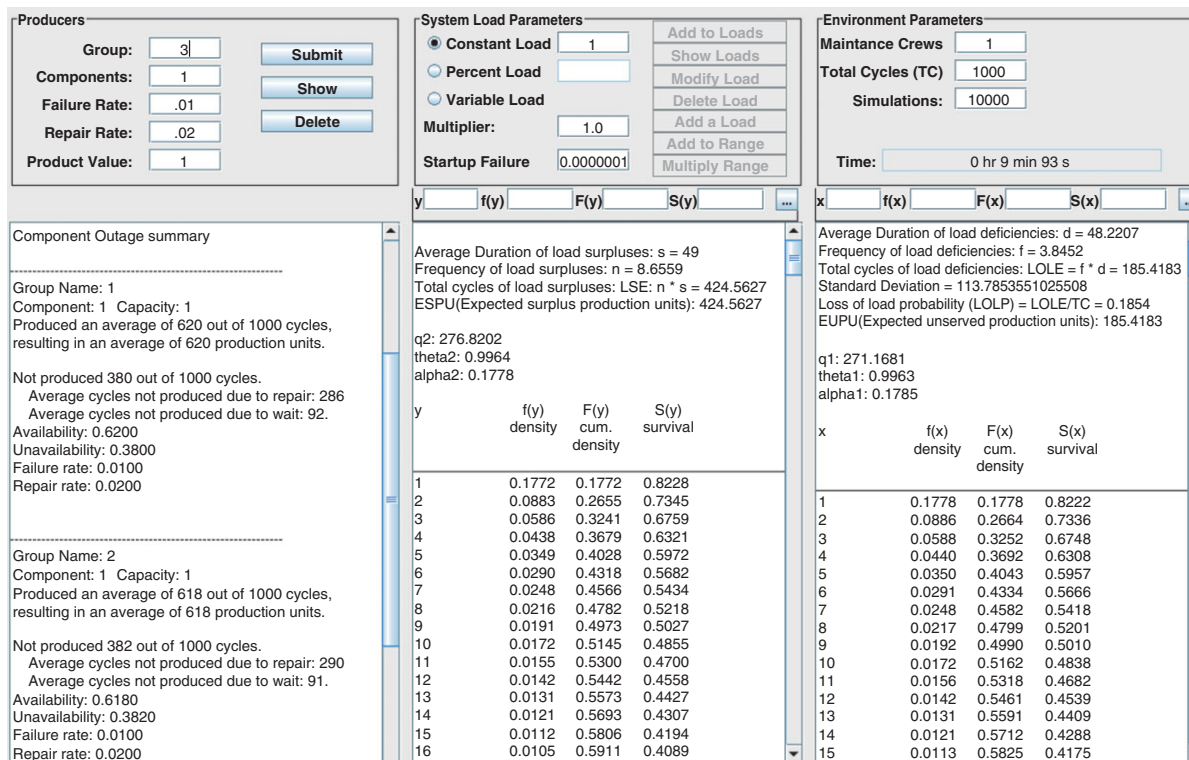 Producers
Group: 3
Submit
Components: 1
Show
Failure Rate: .01
Delete
Repair Rate: .02
Product Value: 1
System Load Parameters
Constant Load 1
Percent Load
Variable Load
Multiplier: 1.0
Startup Failure 0.0000001
Add to Loads
Show Loads
Modify Load
Delete Load
Add a Load
Add to Range
Multiply Range
Environment Parameters
Maintance Crews 1
Total Cycles (TC) 1000
Simulations: 10000
Time: 0 hr 9 min 93 s
y f(y) F(y) S(y) ...
x f(x) F(x) S(x) ..
Component Outage summary
Group Name: 1
Component: 1 Capacity: 1
Produced an average of 620 out of 1000 cycles,
resulting in an average of 620 production units.
Not produced 380 out of 1000 cycles.
Average cycles not produced due to repair: 286
Average cycles not produced due to wait: 92.
Availability: 0.6200
Unavailability: 0.3800
Failure rate: 0.0100
Repair rate: 0.0200
Group Name: 2
Component: 1 Capacity: 1
Produced an average of 618 out of 1000 cycles,
resulting in an average of 618 production units.
Not produced 382 out of 1000 cycles.
Average cycles not produced due to repair: 290
Average cycles not produced due to wait: 91.
Availability: 0.6180
Unavailability: 0.3820
Failure rate: 0.0100
Repair rate: 0.0200
Average Duration of load surpluses: s = 49
Frequency of load surpluses: n = 8.6559
Total cycles of load surpluses: LSE: n * s = 424.5627
ESPU(Expected surplus production units): 424.5627
q2: 276.8202
theta2: 0.9964
alpha2: 0.1778
y f(y) F(y) S(y)
density cum. survival
density
1 0.1772 0.1772 0.8228
2 0.0883 0.2655 0.7345
3 0.0586 0.3241 0.6759
4 0.0438 0.3679 0.6321
5 0.0349 0.4028 0.5972
6 0.0290 0.4318 0.5682
7 0.0248 0.4566 0.5434
8 0.0216 0.4782 0.5218
9 0.0191 0.4973 0.5027
10 0.0172 0.5145 0.4855
11 0.0155 0.5300 0.4700
12 0.0142 0.5442 0.4558
13 0.0131 0.5573 0.4427
14 0.0121 0.5693 0.4307
15 0.0112 0.5806 0.4194
16 0.0105 0.5911 0.4089
Average Duration of load deficiencies: d = 48.2207
Frequency of load deficiencies: f = 3.8452
Total cycles of load deficiencies: LOLE = f * d = 185.4183
Standard Deviation = 113.7853551025508
Loss of load probability (LOLP) = LOLE/TC = 0.1854
EUPU(Expected unserved production units): 185.4183
q1: 271.1681
theta1: 0.9963
alpha1: 0.1785
x f(x) F(x) S(x)
density cum. survival
density
1 0.1778 0.1778 0.8222
2 0.0886 0.2664 0.7336
3 0.0588 0.3252 0.6748
4 0.0440 0.3692 0.6308
5 0.0350 0.4043 0.5957
6 0.0291 0.4334 0.5666
7 0.0248 0.4582 0.5418
8 0.0217 0.4799 0.5201
9 0.0192 0.4990 0.5010
10 0.0172 0.5162 0.4838
11 0.0156 0.5318 0.4682
12 0.0142 0.5461 0.4539
13 0.0131 0.5591 0.4409
14 0.0121 0.5712 0.4288
15 0.0113 0.5825 0.4175